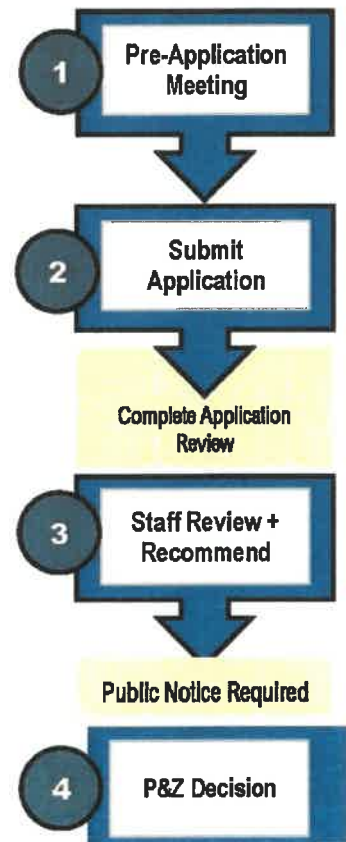 1
Pre-Application
Meeting
2
Submit
Application
Complete Application
Review
3
Staff Review +
Recommend
Public Notice Required
4
P&Z Decision